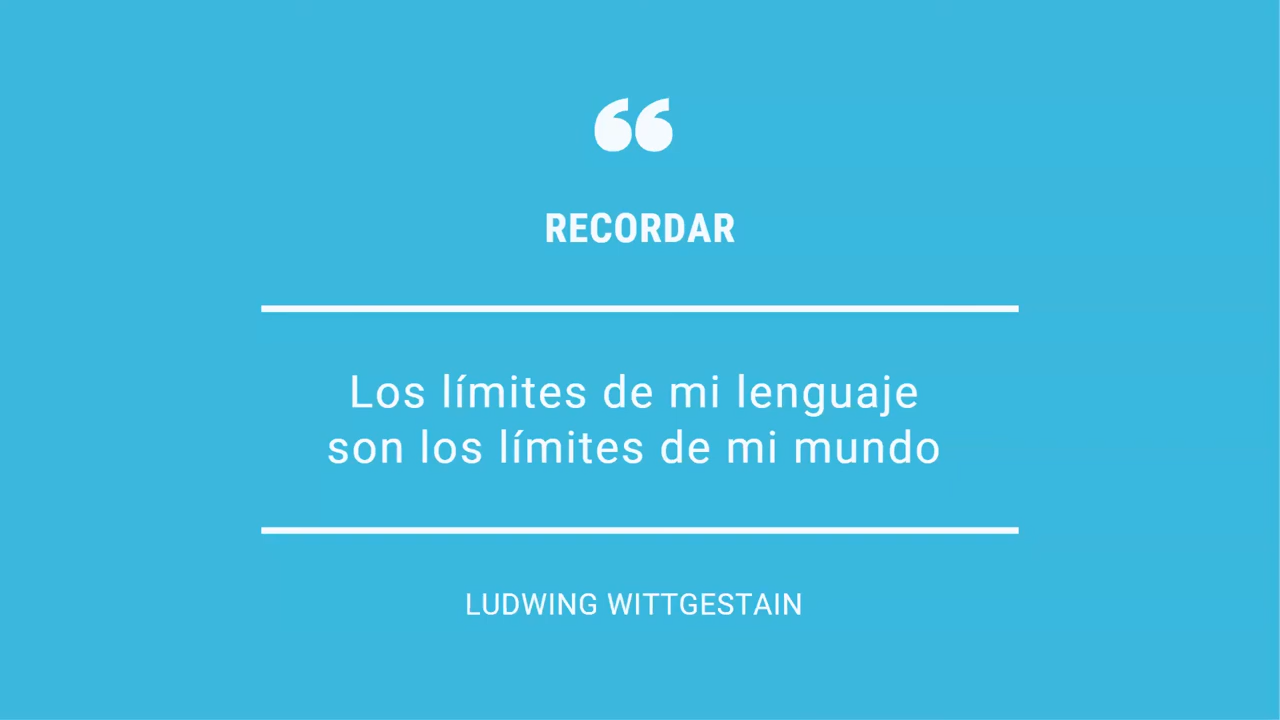 “
RECORDAR
Los límites de mi lenguaje
son los límites de mi mundo
LUDWING WITTGESTAIN